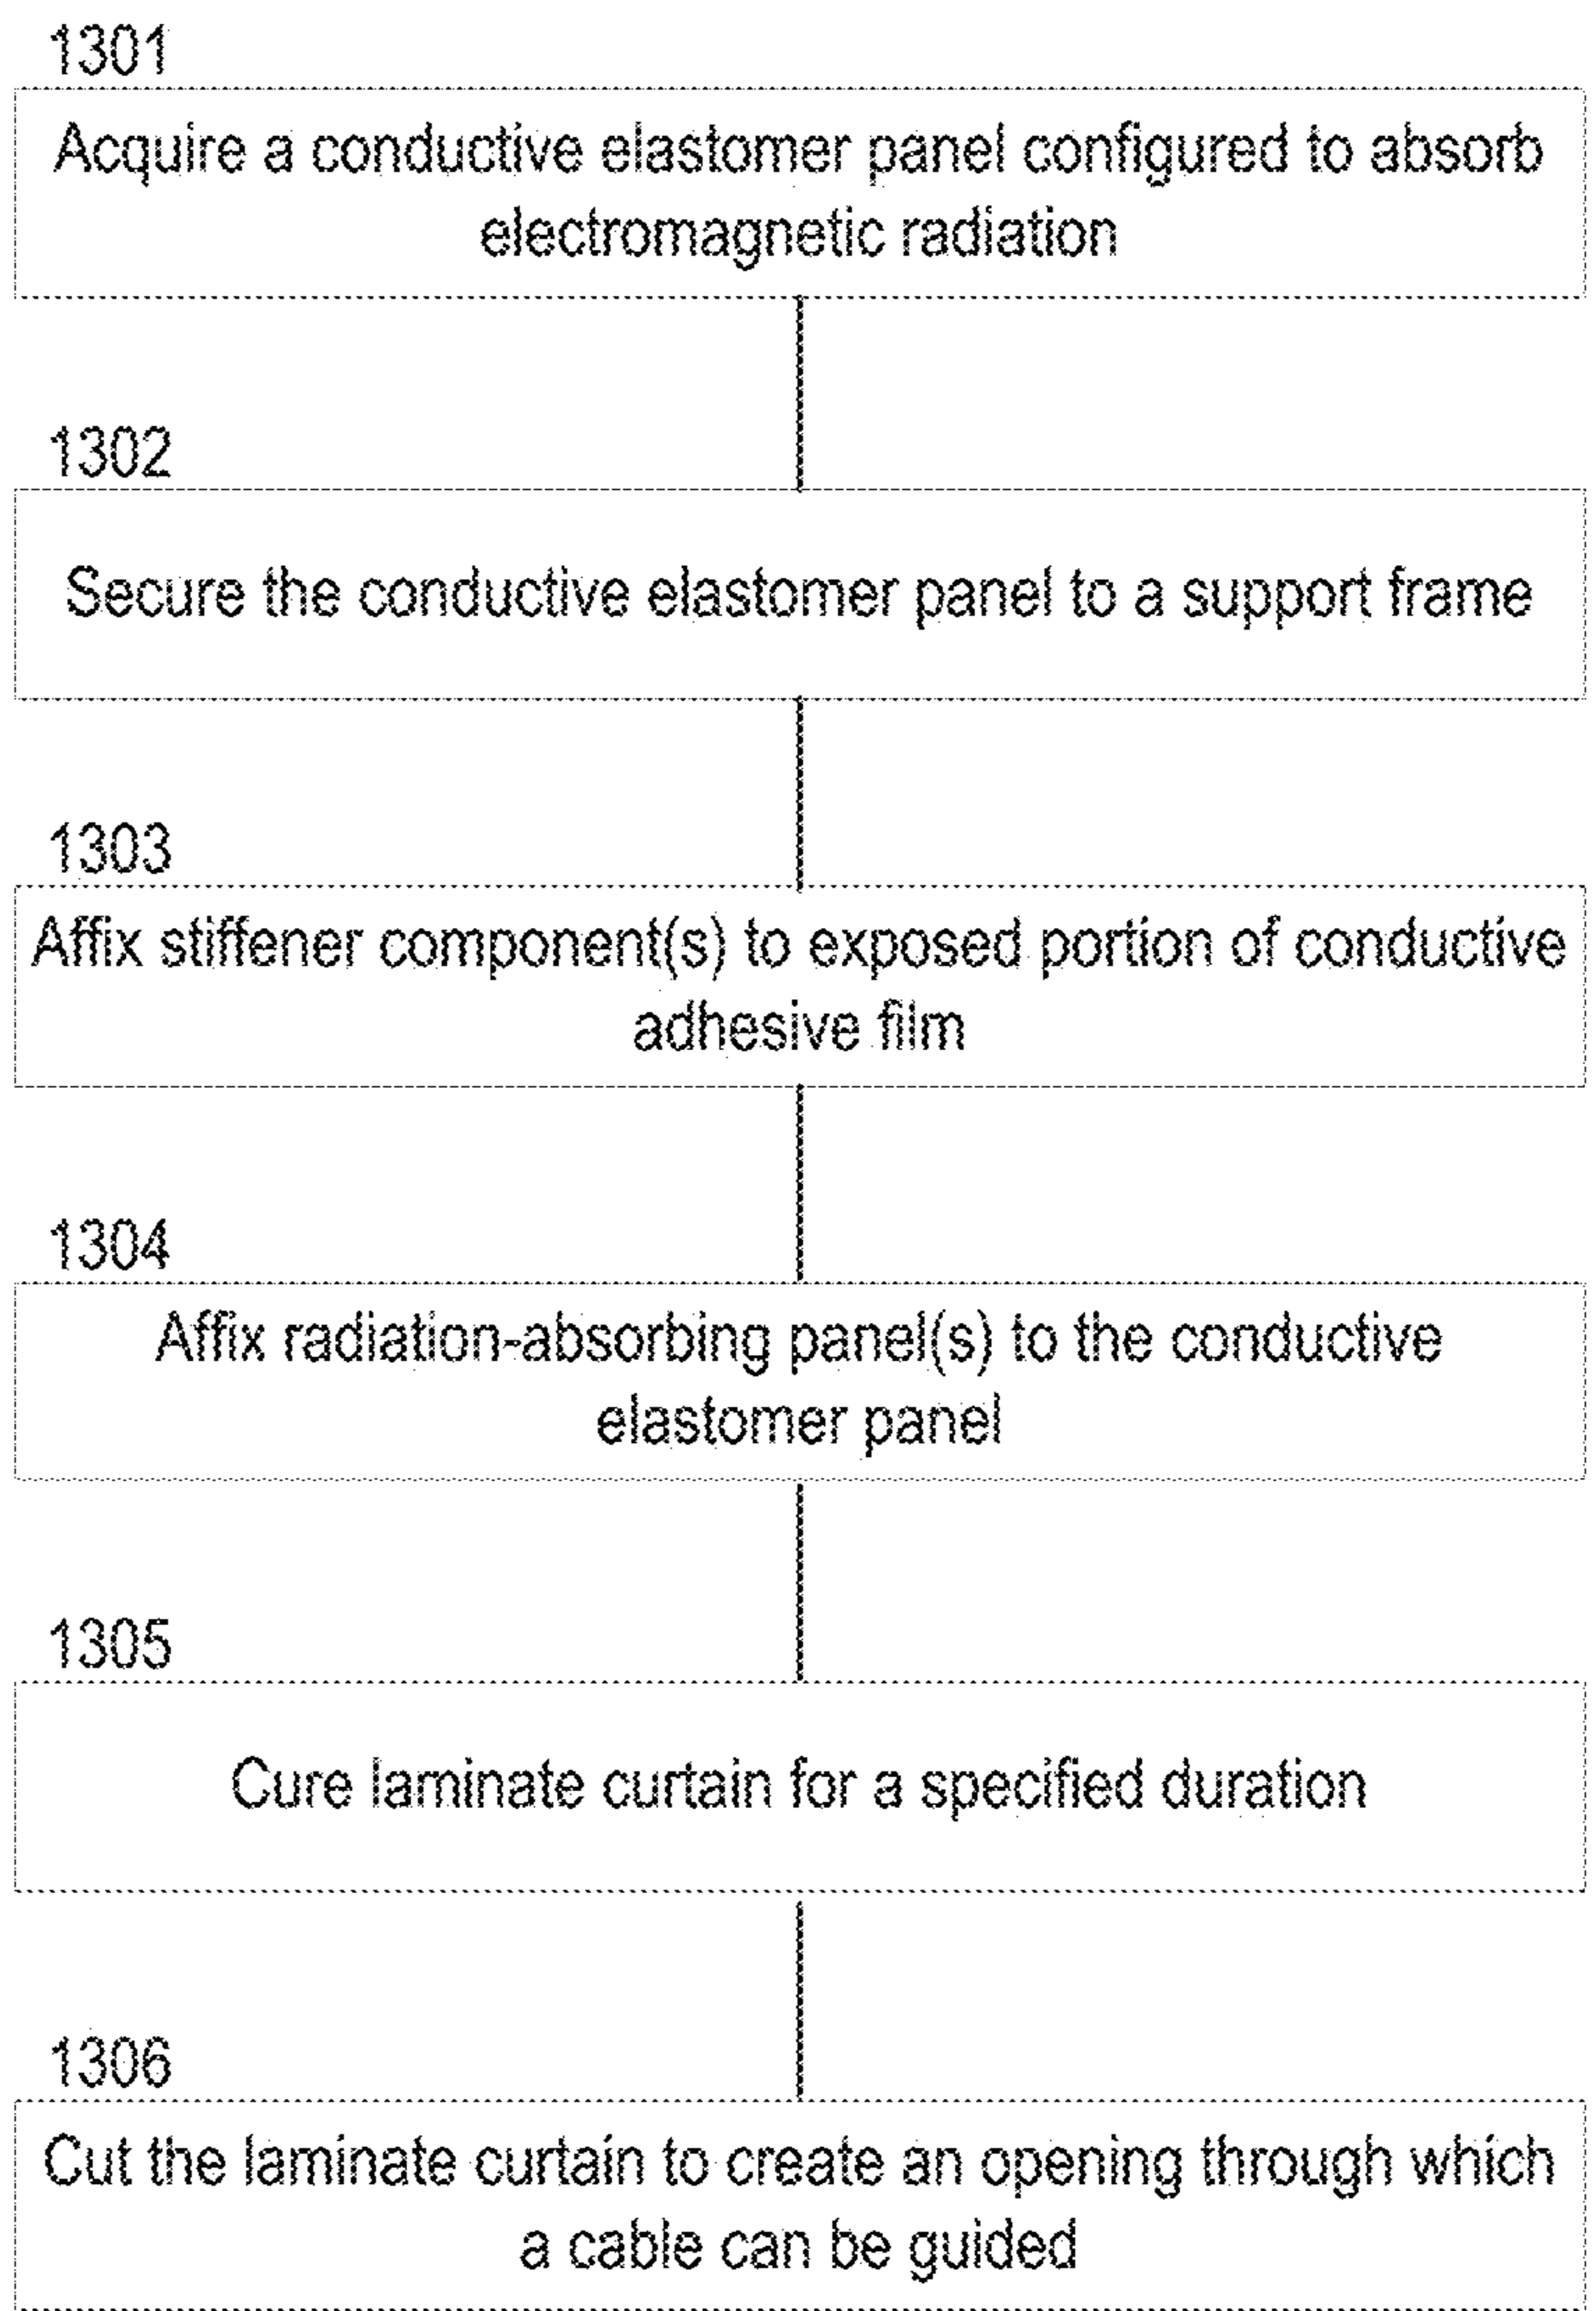 1301
Acquire a conductive elastomer panel configured to absorb
electromagnetic radiation
1302
Secure the conductive elastomer panel to a support frame
1303
Affix stiffener component(s) to exposed portion of conductive
adhesive film
1304
Affix radiation-absorbing panel(s) to the conductive
elastomer panel
1305
Cure laminate curtain for a specified duration
1306
Cut the laminate curtain to create an opening through which
a cable can be guided